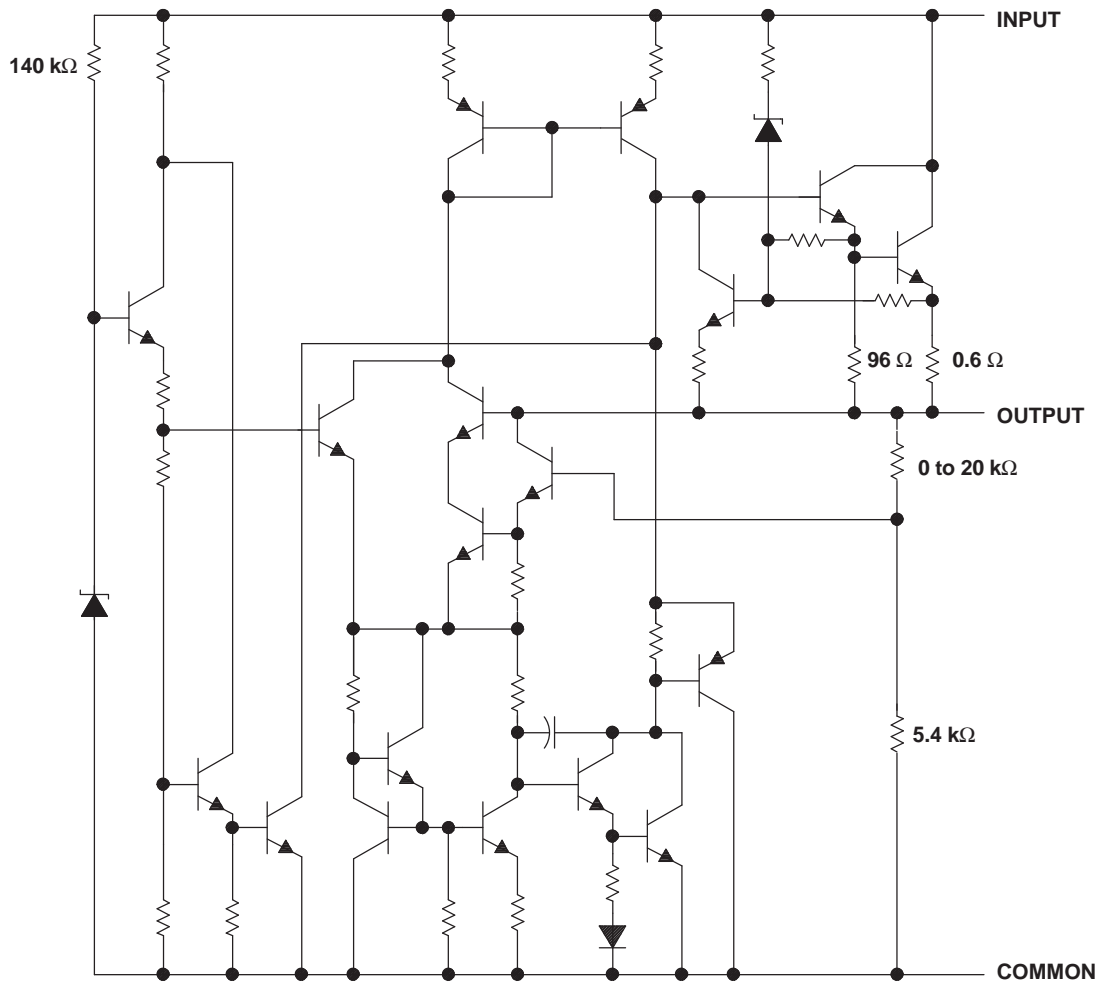 INPUT
140 kΩ
96 Ω
0.6 Ω
OUTPUT
0 to 20 kΩ
5.4 kΩ
COMMON